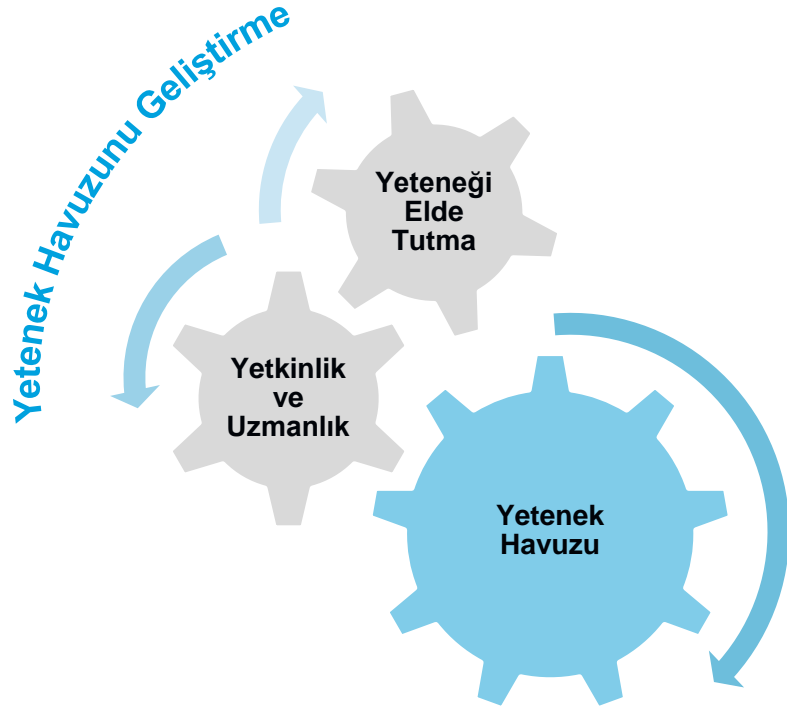 Yetenek Havuzunu Geliştirme
Yeteneği
Elde
Tutma
Yetkinlik
ve
Uzmanlık
Yetenek
Havuzu